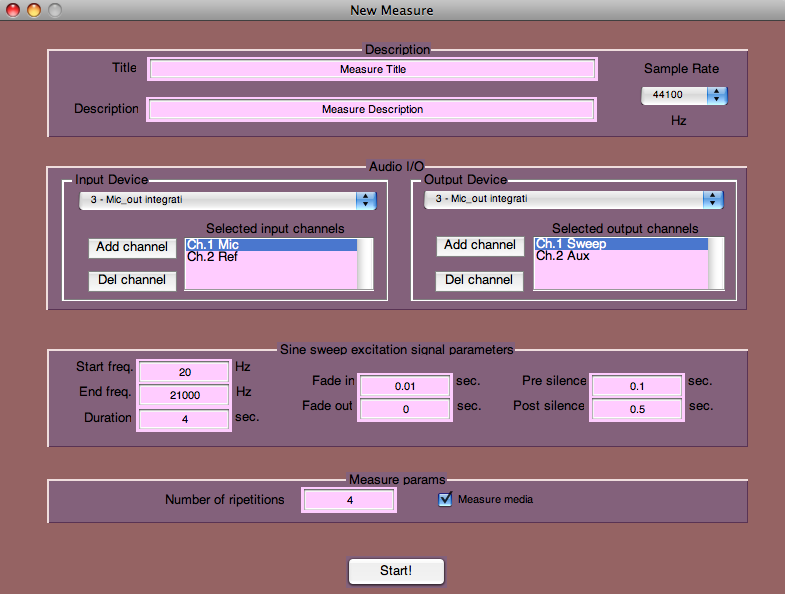 New Measure
Description
Title Measure Title Sample Rate
44100
Description Measure Description
Hz
Audio I/O
Input Device
3 - Mic_out integrati
Selected input channels
Add channel
Ch.1 Mic
Ch.2 Ref
Del channel
Output Device
3 - Mic_out integrati
Selected output channels
Add channel
Ch.1 Sweep
Ch.2 Aux
Del channel
Sine sweep excitation signal parameters
Start freq. 20 Hz
End freq. 21000 Hz
Duration 4 sec.
Fade in 0.01 sec.
Fade out 0 sec.
Pre silence 0.1 sec.
Post silence 0.5 sec.
Measure params
Number of ripetitions 4 Measure media
Start!